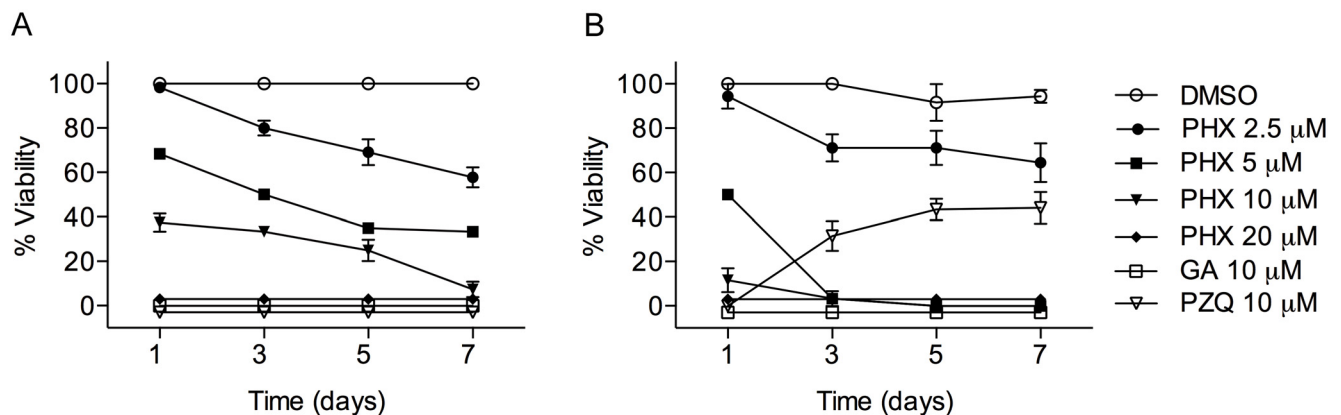 A
% Viability
100
80
60
40
20
0
1 3 5 7
Time (days)
B
% Viability
100
80
60
40
20
0
1 3 5 7
Time (days)
DMSO
PHX 2.5 μM
PHX 5 μM
PHX 10 μM
PHX 20 μM
GA 10 μM
PZQ 10 μM